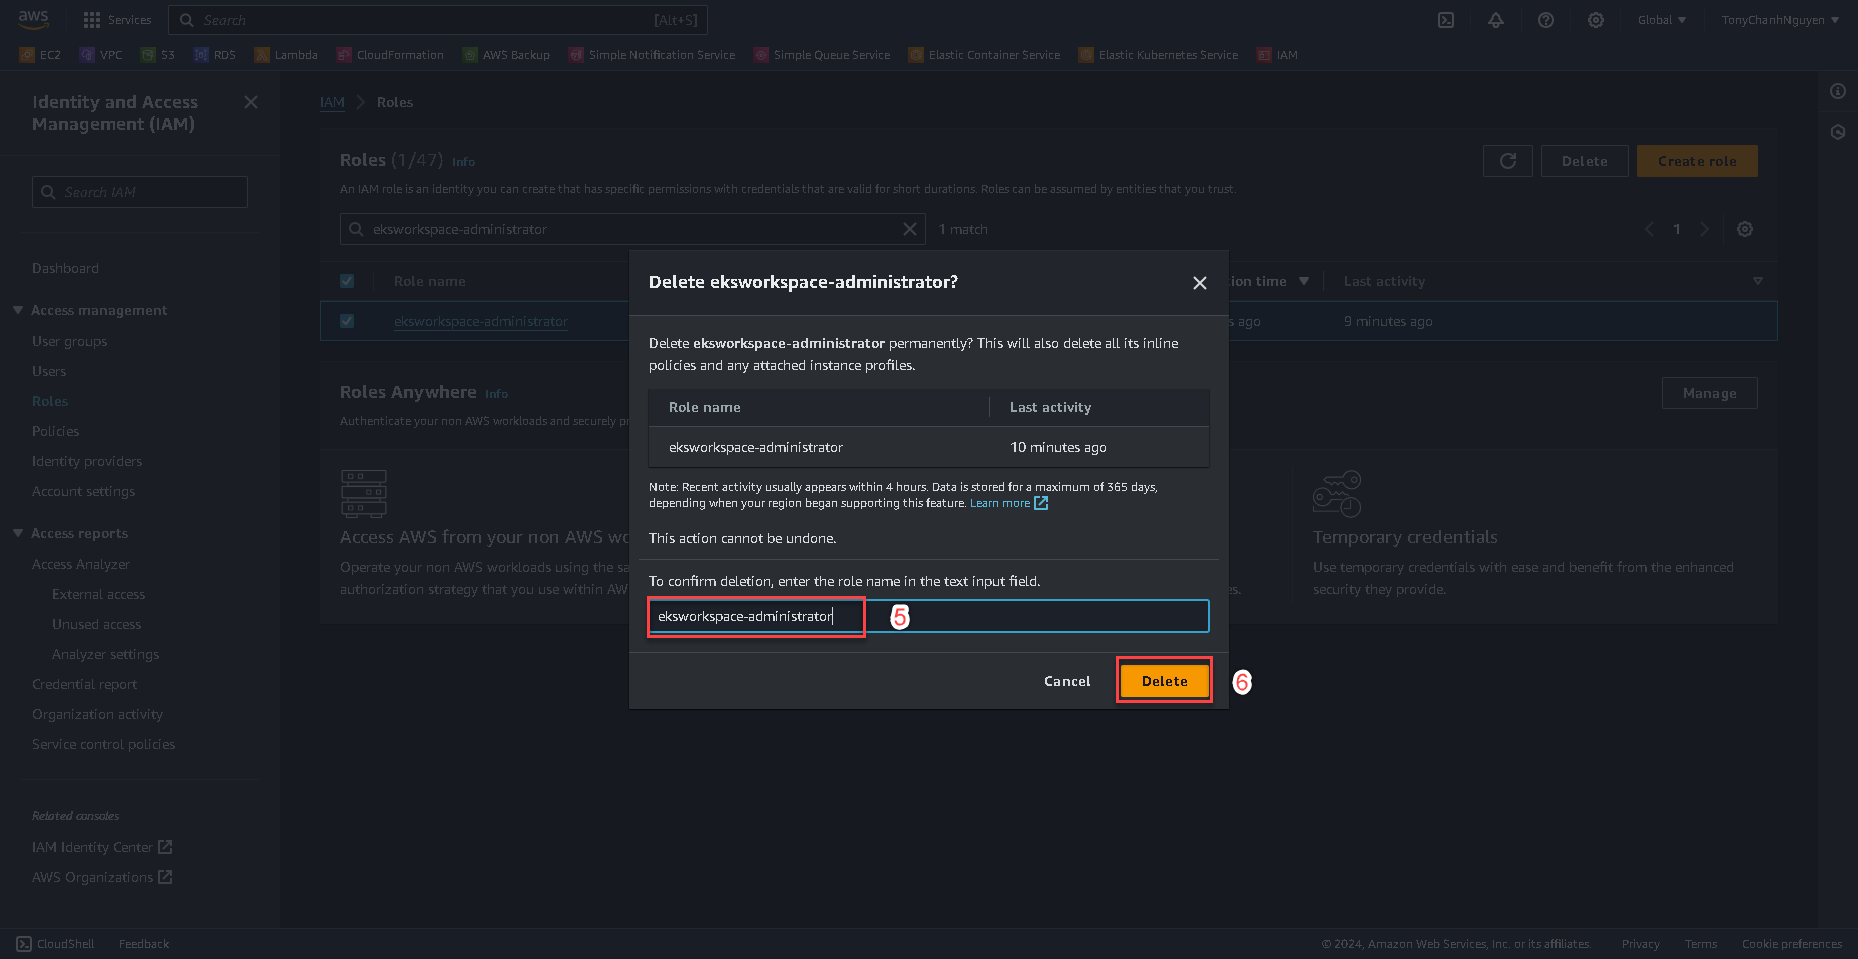 aws
Services
Search
[Alt+S]
Global
TonyChanhNguyen
EC2
VPC
S3
RDS
Lambda
CloudFormation
AWS Backup
Simple Notification Service
Simple Queue Service
Elastic Container Service
Elastic Kubernetes Service
IAM
Identity and Access
Management (IAM)
Search IAM
Dashboard
Access management
User groups
Users
Roles
Policies
Identity providers
Account settings
Access reports
Access Analyzer
External access
Unused access
Analyzer settings
Credential report
Organization activity
Service control policies
Related consoles
IAM Identity Center
AWS Organizations
IAM
Roles
Roles (1/47) Info
Delete
Create role
An IAM role is an identity you can create that has specific permissions with credentials that are valid for short durations. Roles can be assumed by entities that you trust.
eksworkspace-administrator
1 match
1
Role name
ion time
Last activity
eksworkspace-administrator
s ago
9 minutes ago
Roles Anywhere Info
Manage
Authenticate your non AWS workloads and securely pr
Access AWS from your non AWS wo
Operate your non AWS workloads using the sa
authorization strategy that you use within AW
es.
Temporary credentials
Use temporary credentials with ease and benefit from the enhanced
security they provide.
Delete eksworkspace-administrator?
Delete eksworkspace-administrator permanently? This will also delete all its inline
policies and any attached instance profiles.
Role name
Last activity
eksworkspace-administrator
10 minutes ago
Note: Recent activity usually appears within 4 hours. Data is stored for a maximum of 365 days,
depending when your region began supporting this feature. Learn more
This action cannot be undone.
To confirm deletion, enter the role name in the text input field.
eksworkspace-administrator
5
Cancel
Delete
6
CloudShell
Feedback
© 2024, Amazon Web Services, Inc. or its affiliates.
Privacy
Terms
Cookie preferences